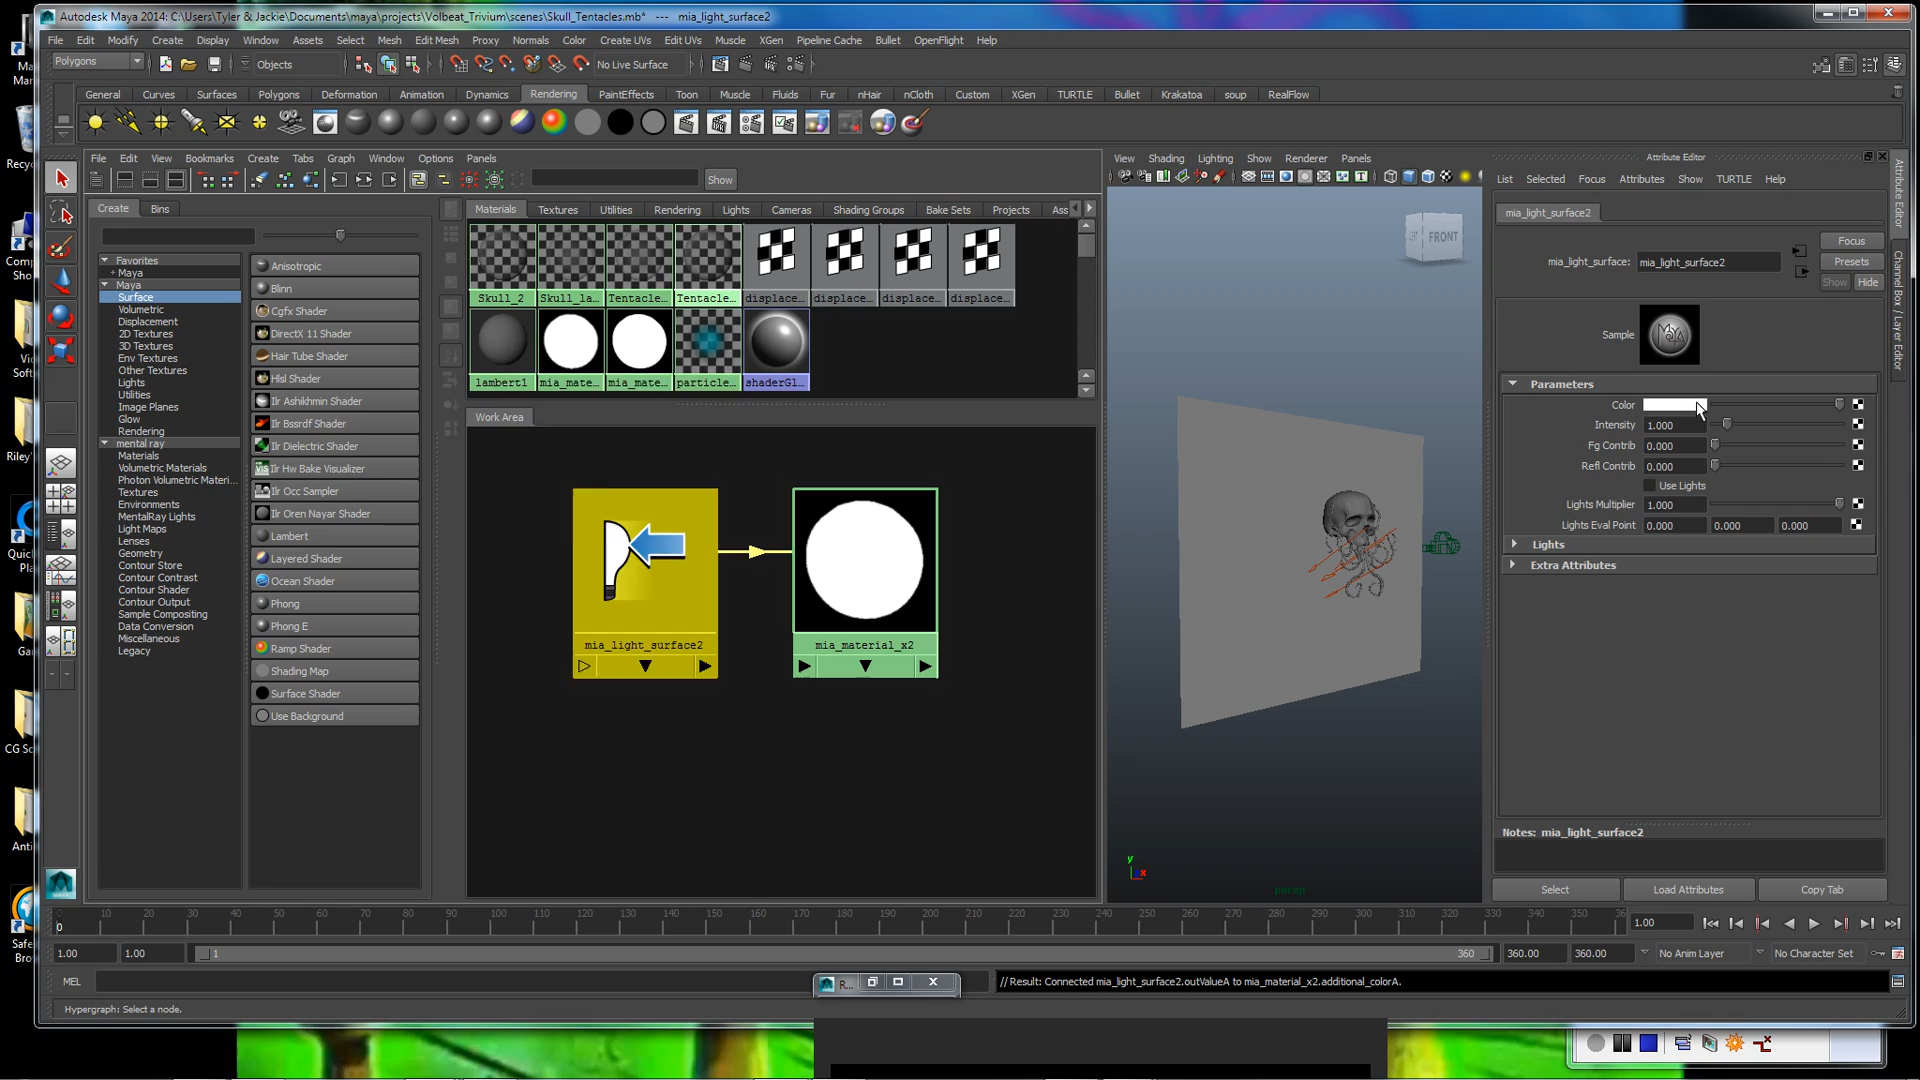 Autodesk Maya 2014: C:\Users\Tyler & Jackie\Documents\maya\projects\Volbeat_Trivium\scenes\Skull_Tentacles.mb* --- mia_light_surface2
File Edit Modify Create Display Window Assets Select Mesh Edit Mesh Proxy Normals Color Create UVs Edit UVs Muscle XGen Pipeline Cache Bullet OpenFlight Help
Polygons Objects No Live Surface
General Curves Surfaces Polygons Deformation Animation Dynamics Rendering PaintEffects Toon Muscle Fluids Fur nHair nCloth Custom XGen TURTLE Bullet Krakatoa soup RealFlow
File Edit View Bookmarks Create Tabs Graph Window Options Panels
Show
Create Bins
Favorites
+ Maya
Maya
Surface
Volumetric
Displacement
2D Textures
3D Textures
Env Textures
Other Textures
Lights
Utilities
Image Planes
Glow
Rendering
mental ray
Materials
Volumetric Materials
Photon Volumetric Materi...
Textures
Environments
MentalRay Lights
Light Maps
Lenses
Geometry
Contour Store
Contour Contrast
Contour Shader
Contour Output
Sample Compositing
Data Conversion
Miscellaneous
Legacy
Anisotropic
Blinn
Cgfx Shader
DirectX 11 Shader
Hair Tube Shader
Hlsl Shader
Ilr Ashikhmin Shader
Ilr Bssrdf Shader
Ilr Dielectric Shader
Ilr Hw Bake Visualizer
Ilr Occ Sampler
Ilr Oren Nayar Shader
Lambert
Layered Shader
Ocean Shader
Phong
Phong E
Ramp Shader
Shading Map
Surface Shader
Use Background
Materials Textures Utilities Rendering Lights Cameras Shading Groups Bake Sets Projects Ass
Skull_2 Skull_la... Tentacle... Tentacle... displace... displace... displace... displace...
lambert1 mia_mate... mia_mate... particle... shaderGl...
Work Area
mia_light_surface2 mia_material_x2
View Shading Lighting Show Renderer Panels
FRONT
persp
y
x
Attribute Editor
List Selected Focus Attributes Show TURTLE Help
mia_light_surface2
mia_light_surface: mia_light_surface2
Focus
Presets
Show Hide
Sample
MAYA
Parameters
Color
Intensity 1.000
Fg Contrib 0.000
Refl Contrib 0.000
Use Lights
Lights Multiplier 1.000
Lights Eval Point 0.000 0.000 0.000
Lights
Extra Attributes
Notes: mia_light_surface2
Select Load Attributes Copy Tab
Attribute Editor
Channel Box / Layer Editor
0 10 20 30 40 50 60 70 80 90 100 110 120 130 140 150 160 170 180 190 200 210 220 230 240 250 260 270 280 290 300 310 320 330 340 350 36
0
1.00
1.00 1.00 1 360 360.00 360.00 No Anim Layer No Character Set
MEL
R...
// Result: Connected mia_light_surface2.outValueA to mia_material_x2.additional_colorA.
Hypergraph: Select a node.